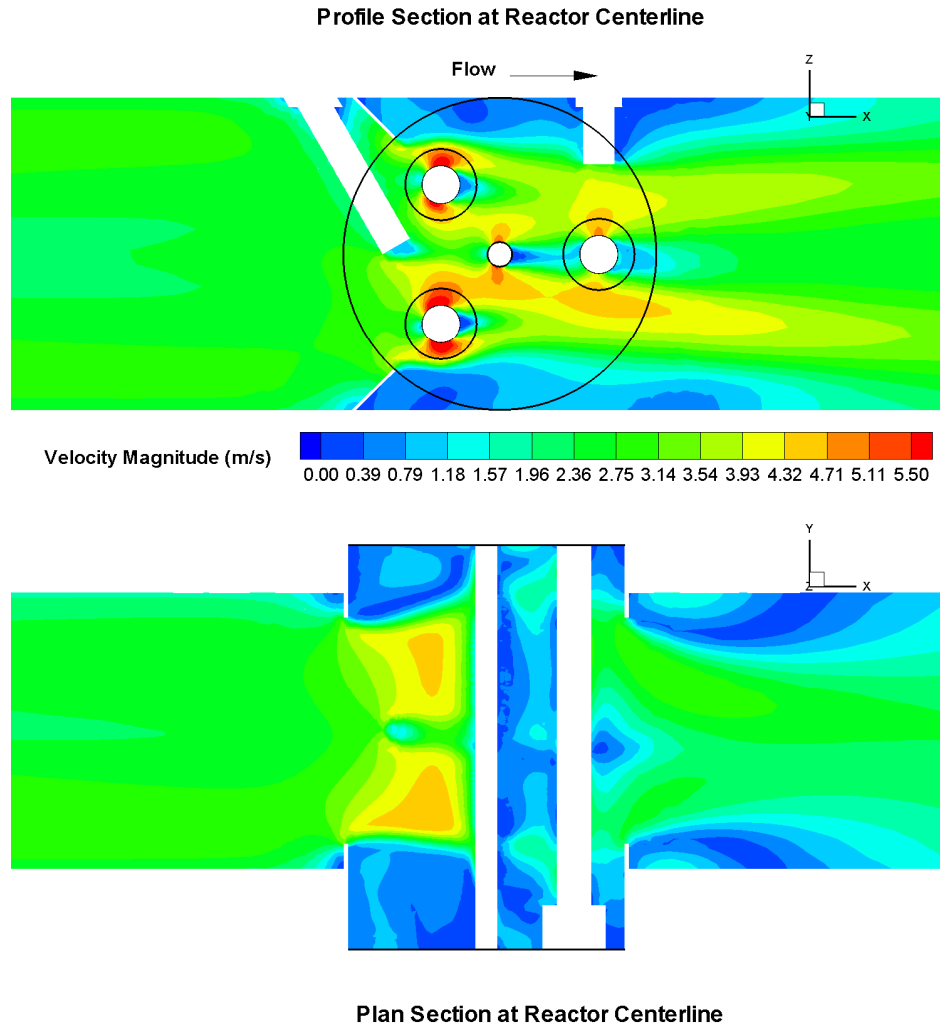 Profile Section at Reactor Centerline
Flow
Z
Y X
Velocity Magnitude (m/s)
0.00 0.39 0.79 1.18 1.57 1.96 2.36 2.75 3.14 3.54 3.93 4.32 4.71 5.11 5.50
Y
Z X
Plan Section at Reactor Centerline